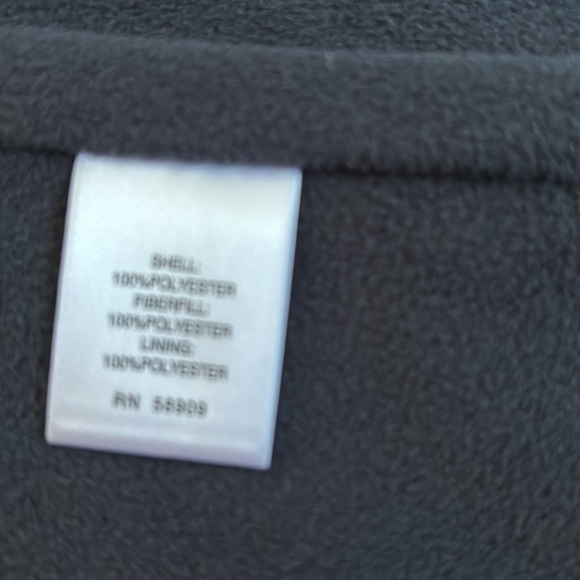 SHELL:
100%POLYESTER
FIBERFILL:
100%POLYESTER
LINING:
100%POLYESTER
RN 58909